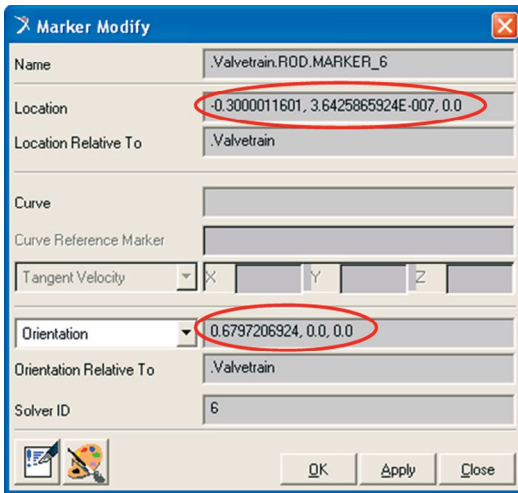 Marker Modify
Name .Valvetrain.ROD.MARKER_6
Location -0.3000011601, 3.6425865924E-007, 0.0
Location Relative To .Valvetrain
Curve
Curve Reference Marker
Tangent Velocity X Y Z
Orientation 0.6797206924, 0.0, 0.0
Orientation Relative To .Valvetrain
Solver ID 6
OK Apply Close